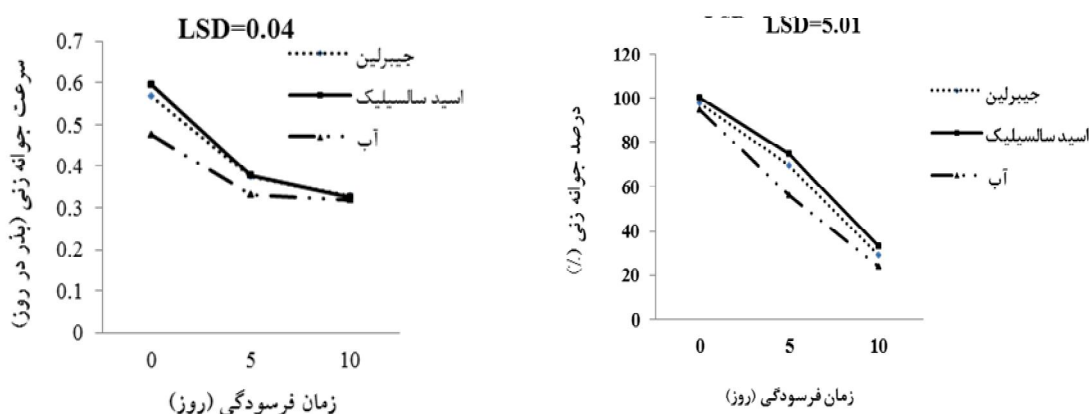 LSD=0.04
0.7
0.6
0.5
0.4
0.3
0.2
0.1
0
سرعت جوانه زنی (بذر در روز)
جیبرلین
اسید سالسیلیک
آب
0 5 10
زمان فرسودگی (روز)
LSD=5.01
120
100
80
60
40
20
0
درصد جوانه زنی (٪)
جیبرلین
اسید سالسیلیک
آب
0 5 10
زمان فرسودگی (روز)